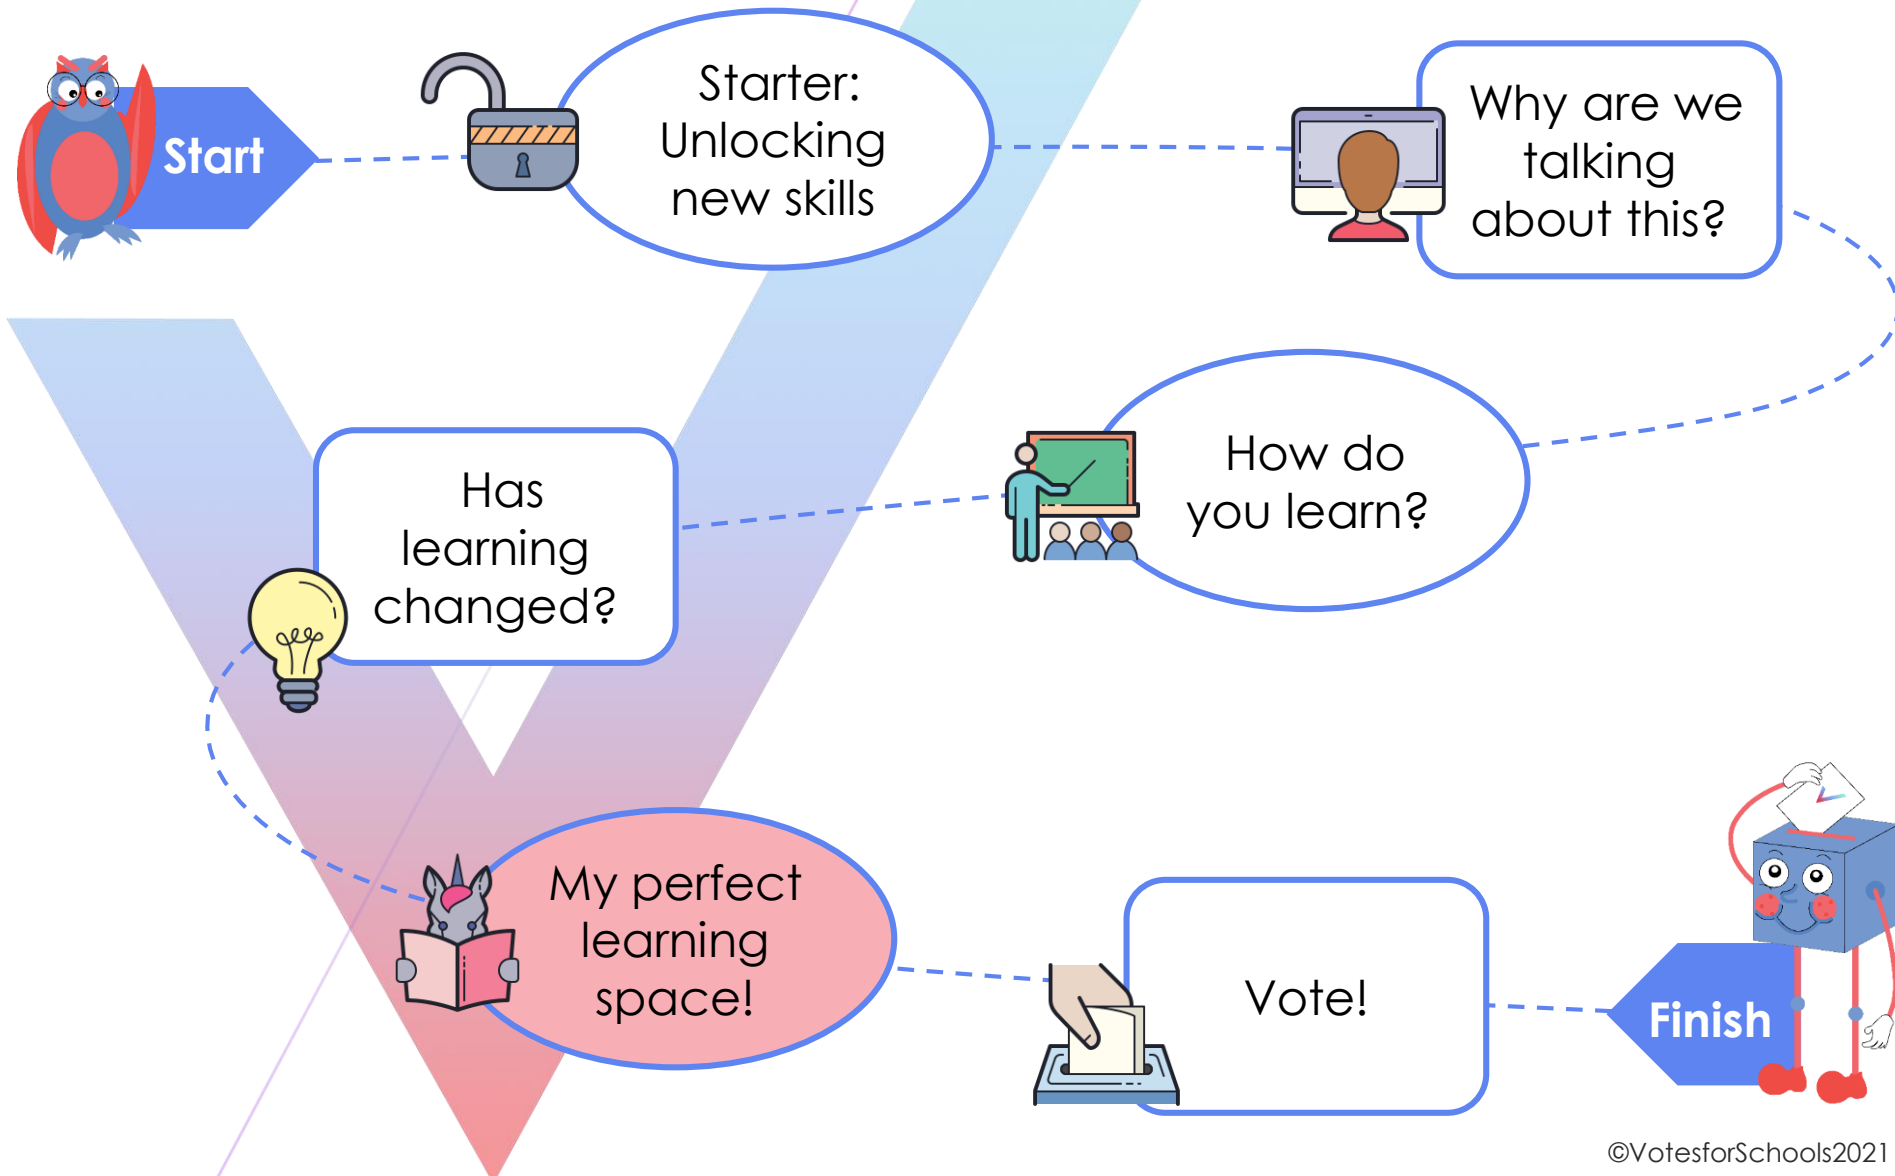 Start
Starter:
Unlocking
new skills
Why are we
talking
about this?
How do
you learn?
Has
learning
changed?
My perfect
learning
space!
Vote!
Finish
©VotesforSchools2021